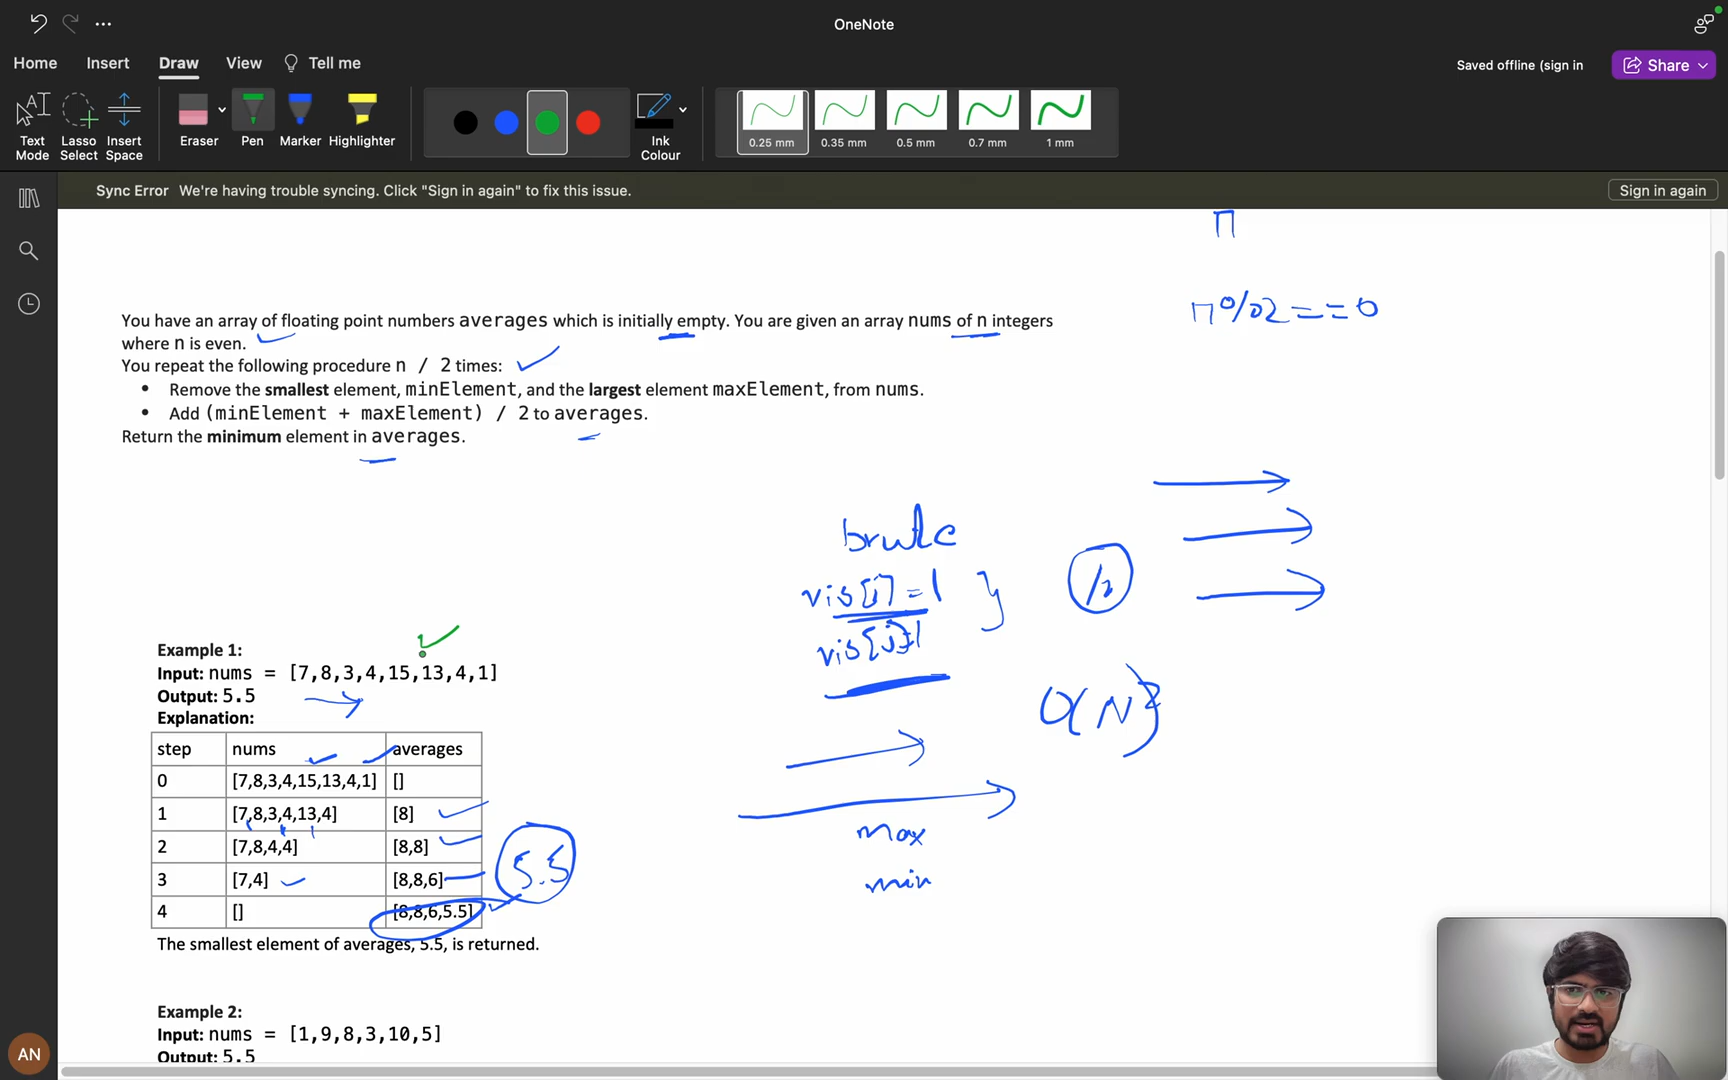 OneNote
Home Insert Draw View Tell me
Saved offline (sign in
Share
Text Mode
Lasso Select
Insert Space
Eraser
Pen
Marker
Highlighter
Ink Colour
0.25 mm
0.35 mm
0.5 mm
0.7 mm
1 mm
Sync Error We're having trouble syncing. Click "Sign in again" to fix this issue.
Sign in again
n
n%2==0
You have an array of floating point numbers averages which is initially empty. You are given an array nums of n integers
where n is even.
You repeat the following procedure n / 2 times:
• Remove the smallest element, minElement, and the largest element maxElement, from nums.
• Add (minElement + maxElement) / 2 to averages.
Return the minimum element in averages.
brute
vis[i]=1
vis[j]=1
O(N)
max
min
Example 1:
Input: nums = [7,8,3,4,15,13,4,1]
Output: 5.5
Explanation:
step nums averages
0 [7,8,3,4,15,13,4,1] []
1 [7,8,3,4,13,4] [8]
2 [7,8,4,4] [8,8]
3 [7,4] [8,8,6]
4 [] [8,8,6,5.5]
5.5
The smallest element of averages, 5.5, is returned.
Example 2:
Input: nums = [1,9,8,3,10,5]
Output: 5.5
AN